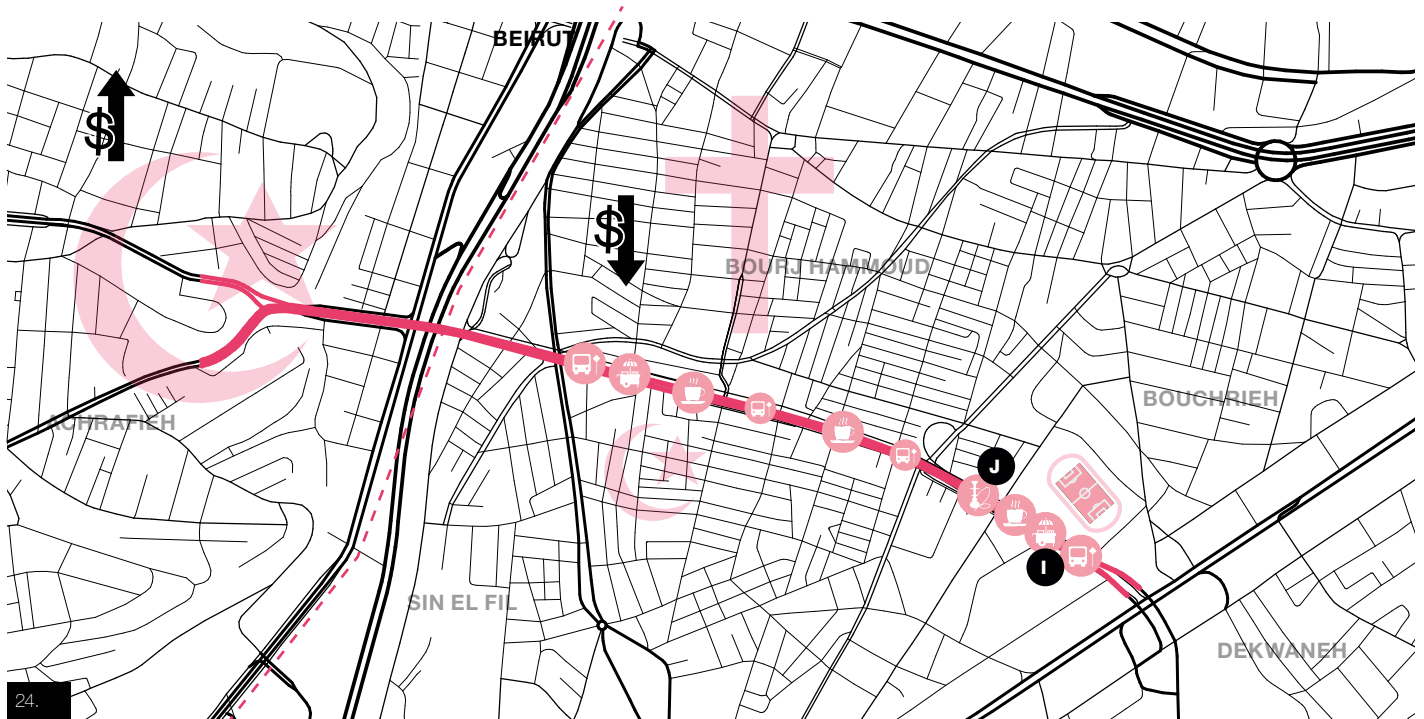 BEIRUT
$
$
BOURJ HAMMOUD
BOUCHRIEH
ACHRAFIEH
J
I
SIN EL FIL
DEKWANEH
24.